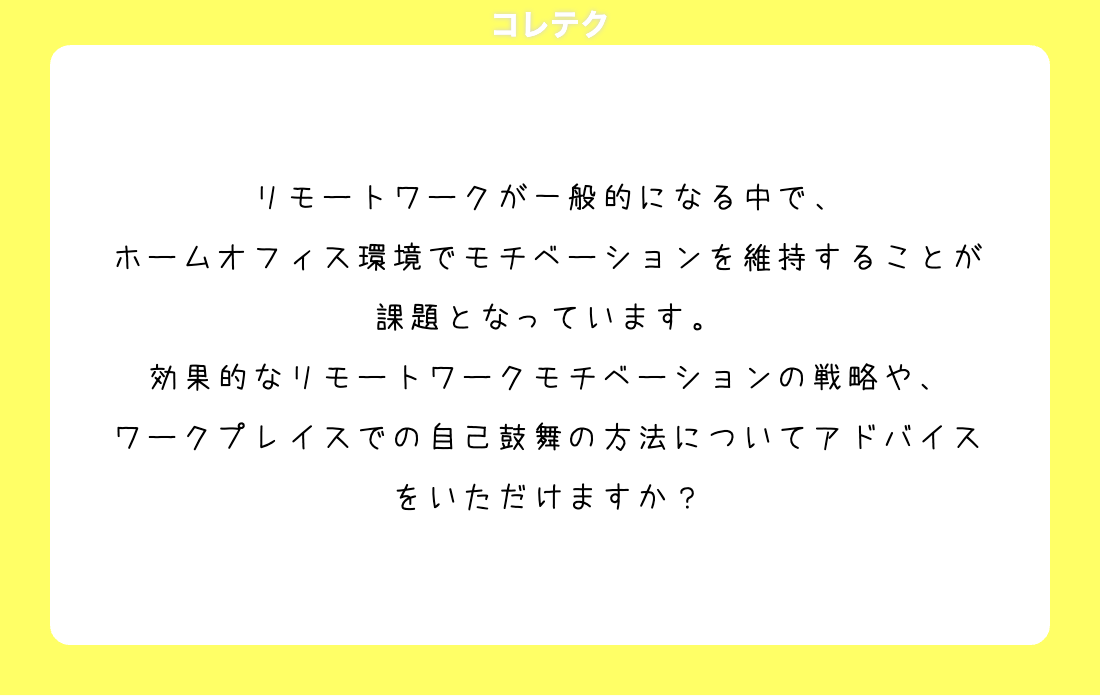 コレテク
リモートワークが一般的になる中で、
ホームオフィス環境でモチベーションを維持することが
課題となっています。
効果的なリモートワークモチベーションの戦略や、
ワークプレイスでの自己鼓舞の方法についてアドバイス
をいただけますか？